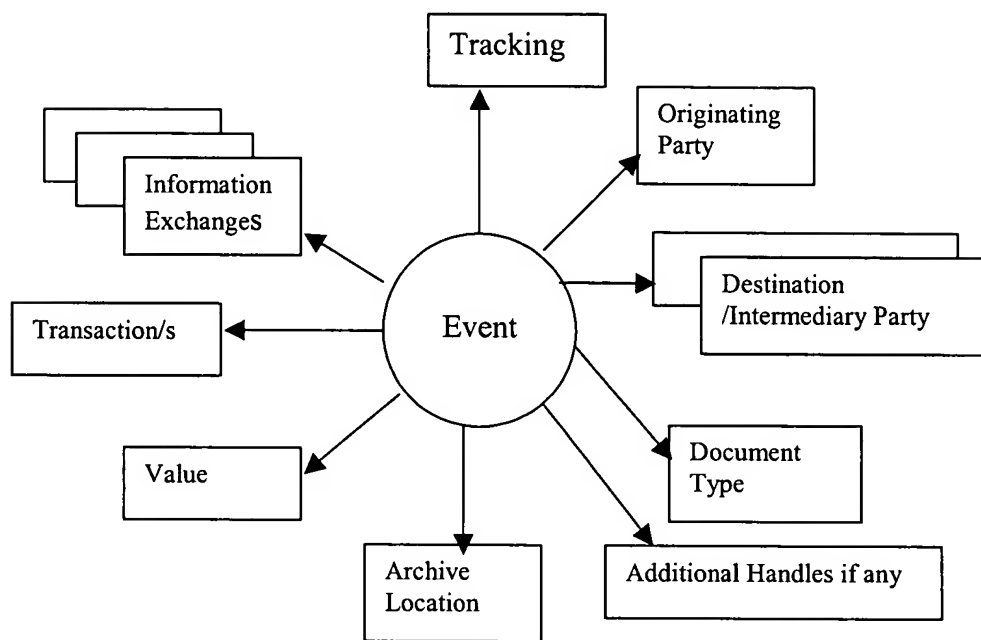 Tracking
Originating
Party
Information
Exchanges
Destination
/Intermediary Party
Transaction/s
Event
Value
Document
Type
Archive
Location
Additional Handles if any